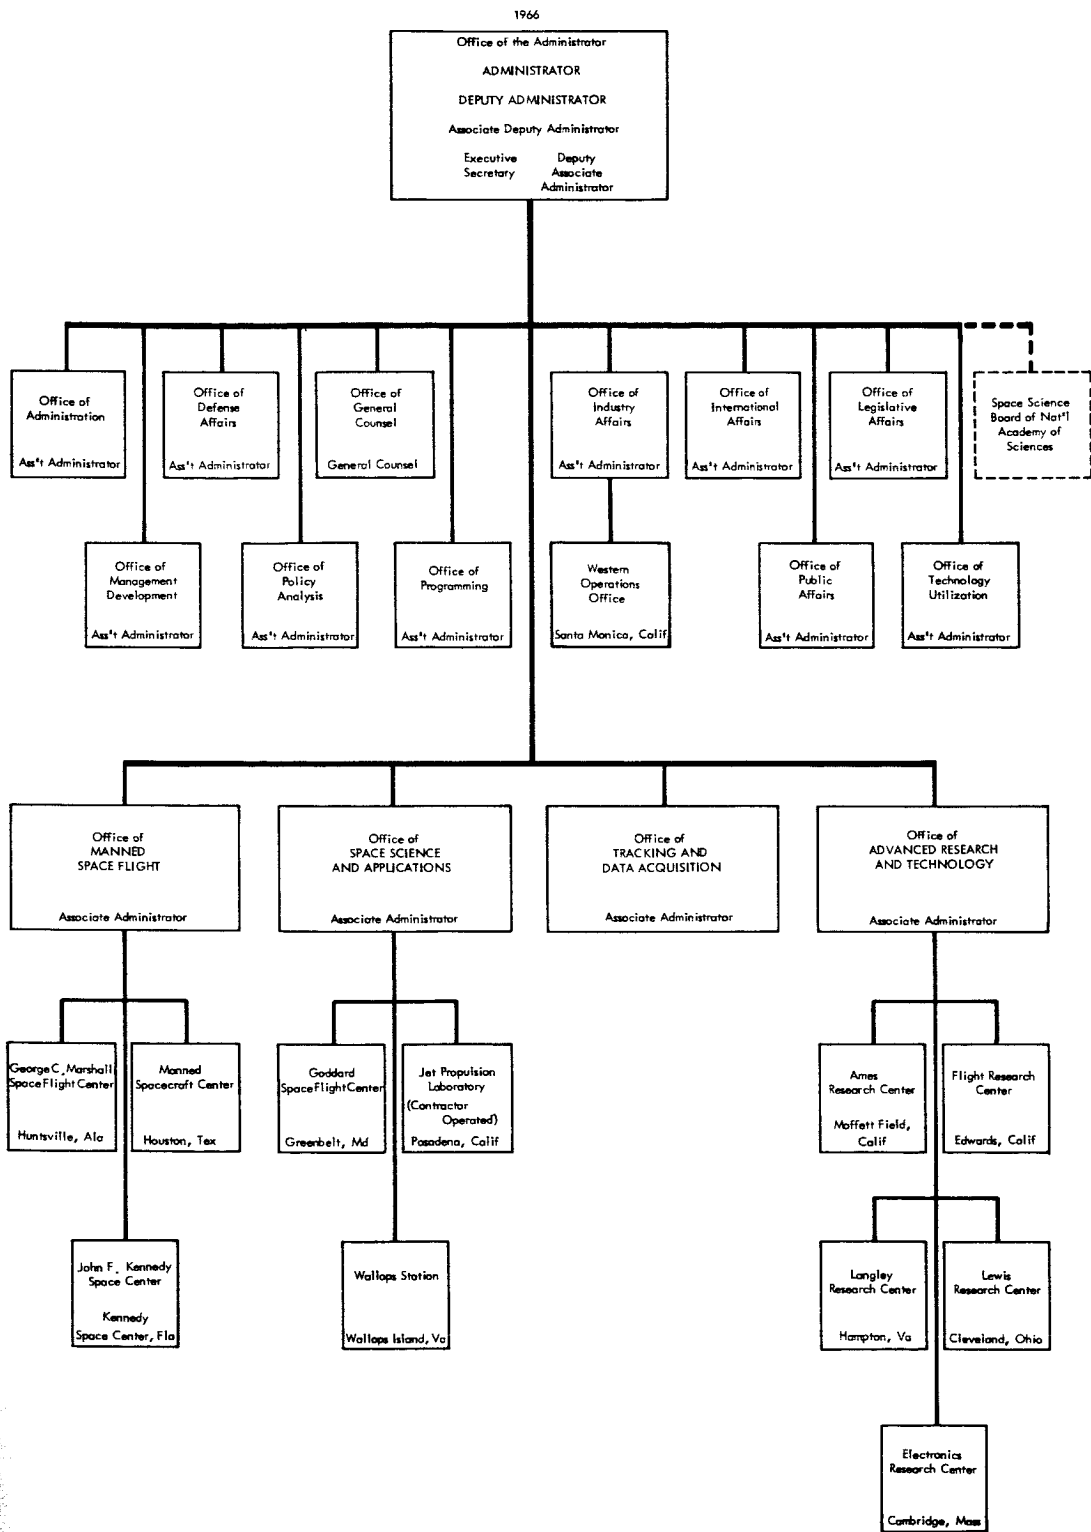 1966
Office of the Administrator
ADMINISTRATOR
DEPUTY ADMINISTRATOR
Associate Deputy Administrator
Executive
Secretary
Deputy
Associate
Administrator
Office of
Administration
Ass't Administrator
Office of
Defense
Affairs
Ass't Administrator
Office of
General
Counsel
General Counsel
Office of
Industry
Affairs
Ass't Administrator
Office of
International
Affairs
Ass't Administrator
Office of
Legislative
Affairs
Ass't Administrator
Space Science
Board of Nat'l
Academy of
Sciences
Office of
Management
Development
Ass't Administrator
Office of
Policy
Analysis
Ass't Administrator
Office of
Programming
Ass't Administrator
Western
Operations
Office
Santa Monica, Calif
Office of
Public
Affairs
Ass't Administrator
Office of
Technology
Utilization
Ass't Administrator
Office of
MANNED
SPACE FLIGHT
Associate Administrator
Office of
SPACE SCIENCE
AND APPLICATIONS
Associate Administrator
Office of
TRACKING AND
DATA ACQUISITION
Associate Administrator
Office of
ADVANCED RESEARCH
AND TECHNOLOGY
Associate Administrator
George C. Marshall
Space Flight Center
Huntsville, Ala
Manned
Spacecraft Center
Houston, Tex
Goddard
Space Flight Center
Greenbelt, Md
Jet Propulsion
Laboratory
(Contractor
Operated)
Pasadena, Calif
Ames
Research Center
Moffett Field,
Calif
Flight Research
Center
Edwards, Calif
John F. Kennedy
Space Center
Kennedy
Space Center, Fla
Wallops Station
Wallops Island, Va
Langley
Research Center
Hampton, Va
Lewis
Research Center
Cleveland, Ohio
Electronics
Research Center
Cambridge, Mass